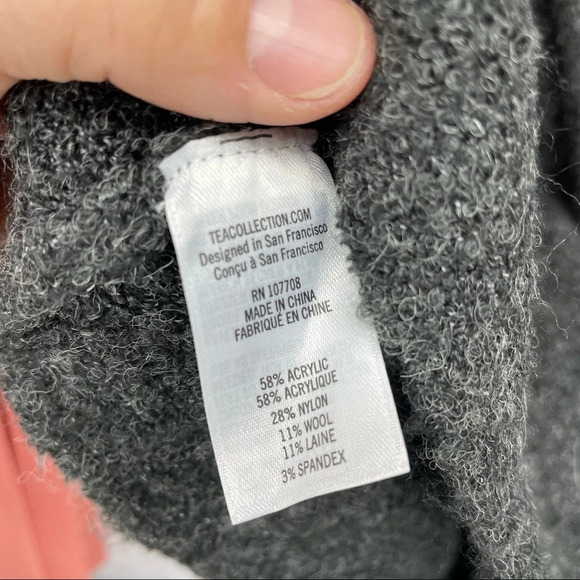 TEACOLLECTION.COM
Designed in San Francisco
Conçu à San Francisco
RN 107708
MADE IN CHINA
FABRIQUÉ EN CHINE
58% ACRYLIC
58% ACRYLIQUE
28% NYLON
11% WOOL
11% LAINE
3% SPANDEX